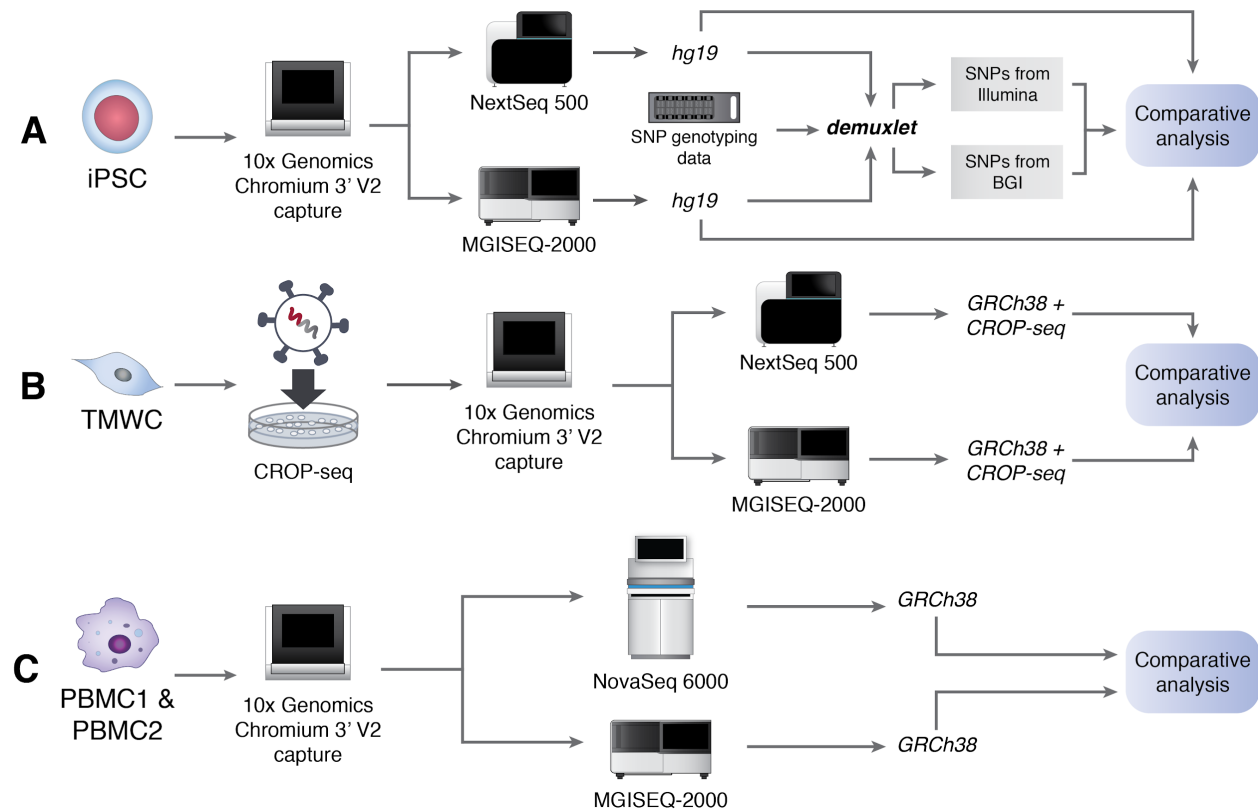 A
iPSC
10x Genomics
Chromium 3’ V2
capture
NextSeq 500
MGISEQ-2000
hg19
SNP genotyping
data
hg19
demuxlet
SNPs from
Illumina
SNPs from
BGI
Comparative
analysis
B
TMWC
CROP-seq
10x Genomics
Chromium 3’ V2
capture
NextSeq 500
MGISEQ-2000
GRCh38 +
CROP-seq
GRCh38 +
CROP-seq
Comparative
analysis
C
PBMC1 &
PBMC2
10x Genomics
Chromium 3’ V2
capture
NovaSeq 6000
MGISEQ-2000
GRCh38
GRCh38
Comparative
analysis